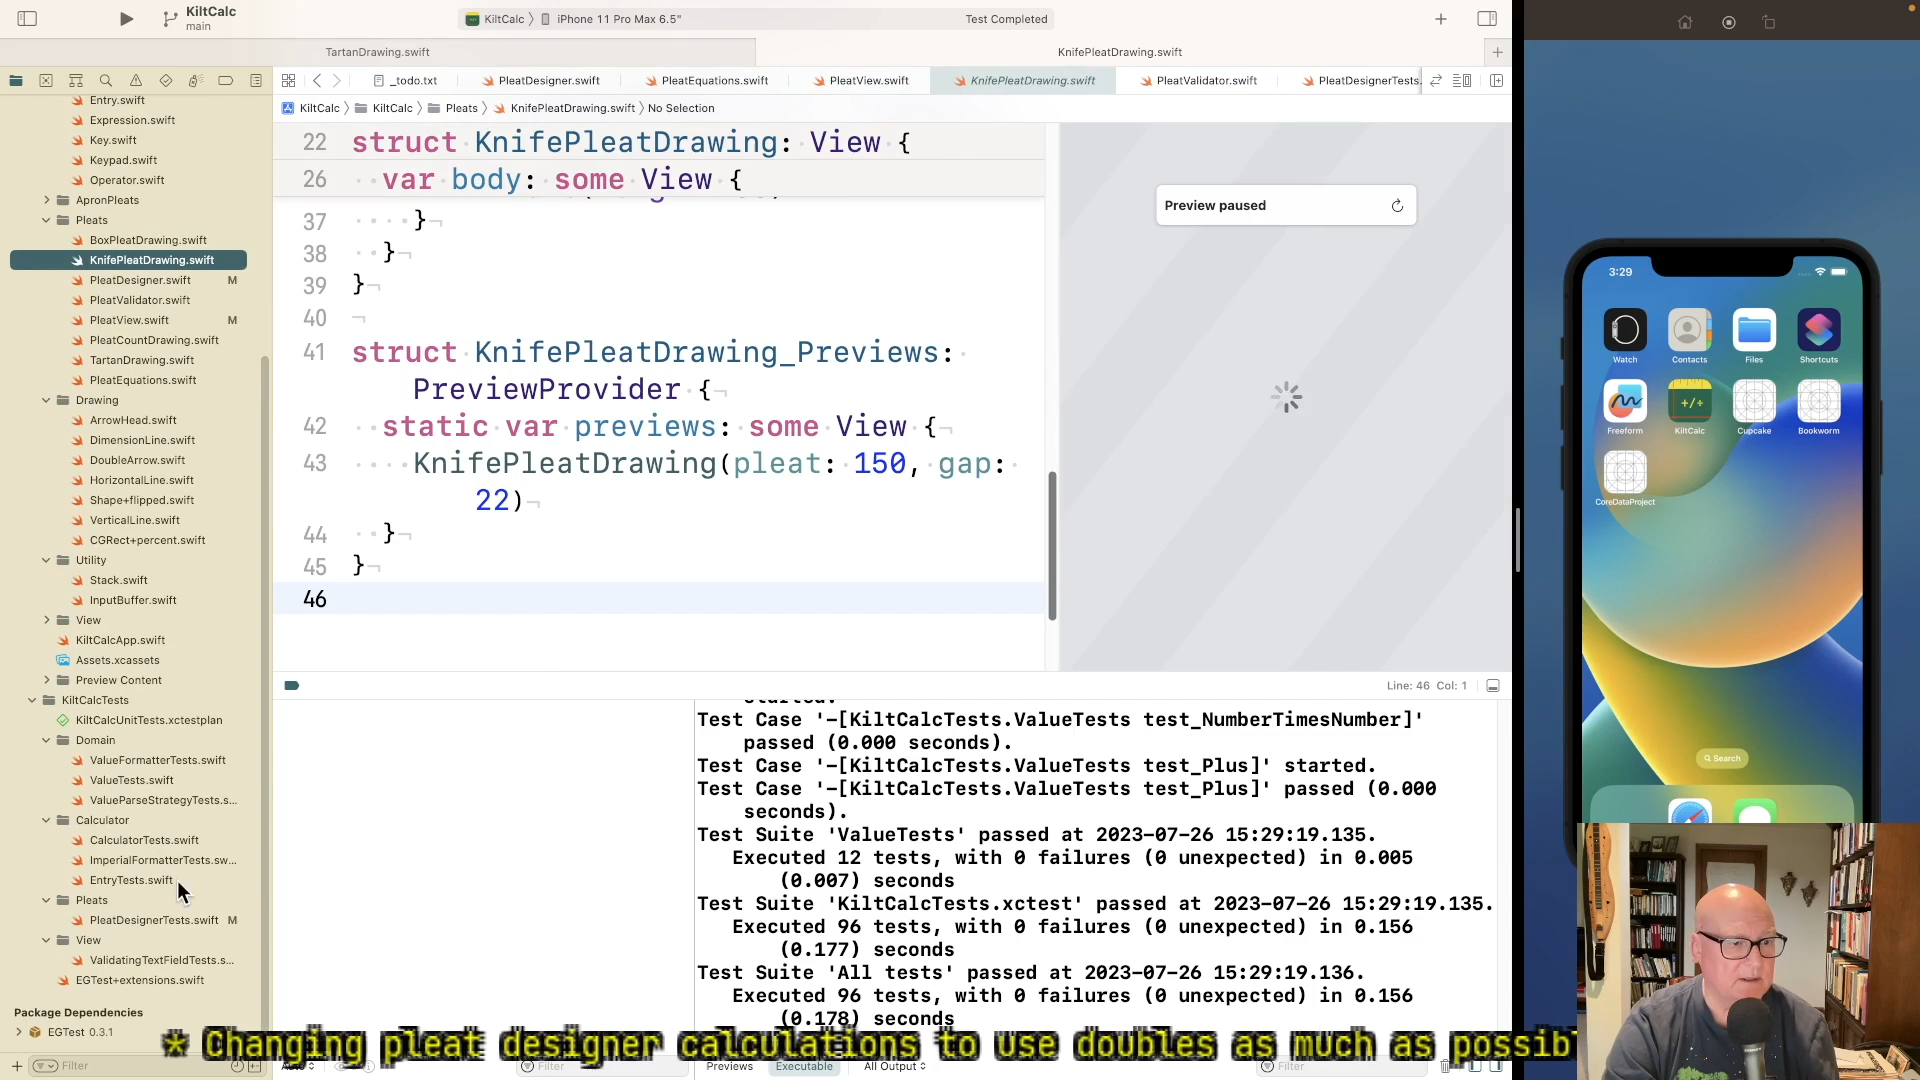 KiltCalc
main
KiltCalc 〉 iPhone 11 Pro Max 6.5"
Test Completed
TartanDrawing.swift
KnifePleatDrawing.swift
_todo.txt
PleatDesigner.swift
PleatEquations.swift
PleatView.swift
KnifePleatDrawing.swift
PleatValidator.swift
PleatDesignerTests.
KiltCalc 〉 KiltCalc 〉 Pleats 〉 KnifePleatDrawing.swift 〉 No Selection
Entry.swift
Expression.swift
Key.swift
Keypad.swift
Operator.swift
ApronPleats
Pleats
BoxPleatDrawing.swift
KnifePleatDrawing.swift
PleatDesigner.swift M
PleatValidator.swift
PleatView.swift M
PleatCountDrawing.swift
TartanDrawing.swift
PleatEquations.swift
Drawing
ArrowHead.swift
DimensionLine.swift
DoubleArrow.swift
HorizontalLine.swift
Shape+flipped.swift
VerticalLine.swift
CGRect+percent.swift
Utility
Stack.swift
InputBuffer.swift
View
KiltCalcApp.swift
Assets.xcassets
Preview Content
KiltCalcTests
KiltCalcUnitTests.xctestplan
Domain
ValueFormatterTests.swift
ValueTests.swift
ValueParseStrategyTests.s...
Calculator
CalculatorTests.swift
ImperialFormatterTests.sw...
EntryTests.swift
Pleats
PleatDesignerTests.swift M
View
ValidatingTextFieldTests.s...
EGTest+extensions.swift
Package Dependencies
EGTest 0.3.1
Filter
22 struct KnifePleatDrawing: View {
26 var body: some View {
37 }
38 }
39 }
40
41 struct KnifePleatDrawing_Previews:
PreviewProvider {
42 static var previews: some View {
43 KnifePleatDrawing(pleat: 150, gap:
22)
44 }
45 }
46
Preview paused
Line: 46 Col: 1
Test Case '-[KiltCalcTests.ValueTests test_NumberTimesNumber]'
passed (0.000 seconds).
Test Case '-[KiltCalcTests.ValueTests test_Plus]' started.
Test Case '-[KiltCalcTests.ValueTests test_Plus]' passed (0.000
seconds).
Test Suite 'ValueTests' passed at 2023-07-26 15:29:19.135.
Executed 12 tests, with 0 failures (0 unexpected) in 0.005
(0.007) seconds
Test Suite 'KiltCalcTests.xctest' passed at 2023-07-26 15:29:19.135.
Executed 96 tests, with 0 failures (0 unexpected) in 0.156
(0.177) seconds
Test Suite 'All tests' passed at 2023-07-26 15:29:19.136.
Executed 96 tests, with 0 failures (0 unexpected) in 0.156
(0.178) seconds
Filter
Previews
Executable
All Output
Filter
3:29
Watch
Contacts
Files
Shortcuts
+/÷
Freeform
KiltCalc
Cupcake
Bookworm
CoreDataProject
Search
* Changing pleat designer calculations to use doubles as much as possib